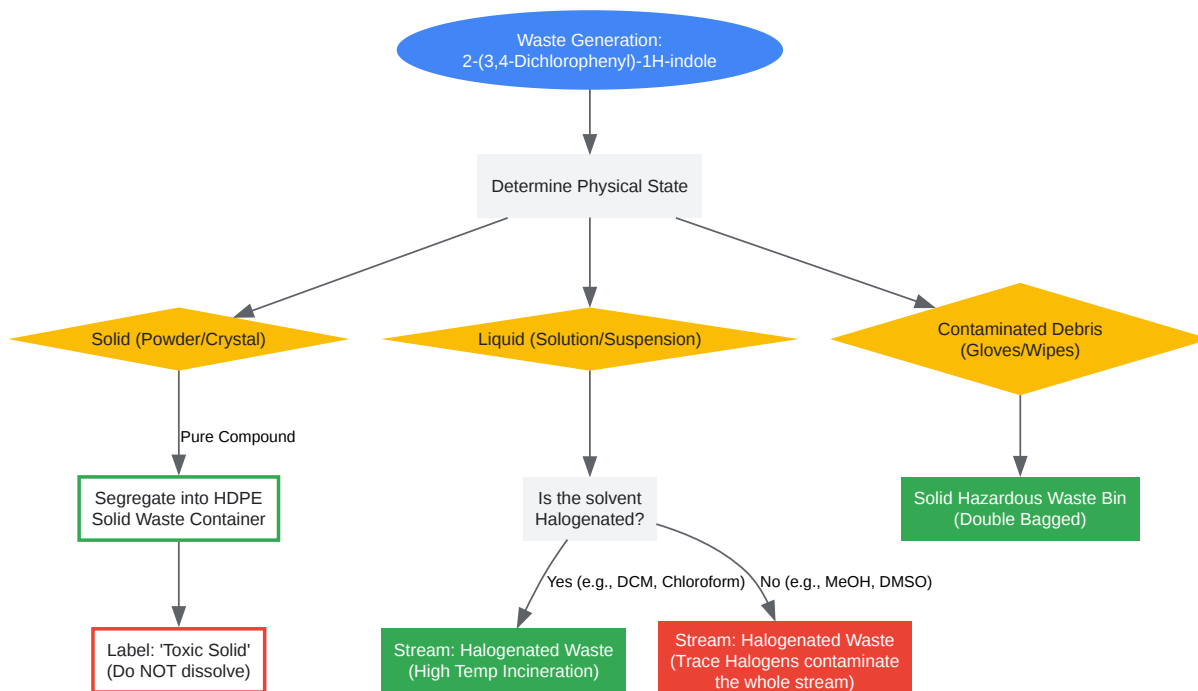 Waste Generation:
2-(3,4-Dichlorophenyl)-1H-indole
Determine Physical State
Solid (Powder/Crystal)
Liquid (Solution/Suspension)
Contaminated Debris
(Gloves/Wipes)
Pure Compound
Segregate into HDPE
Solid Waste Container
Is the solvent
Halogenated?
Solid Hazardous Waste Bin
(Double Bagged)
Yes (e.g., DCM, Chloroform)
No (e.g., MeOH, DMSO)
Label: 'Toxic Solid'
(Do NOT dissolve)
Stream: Halogenated Waste
(High Temp Incineration)
Stream: Halogenated Waste
(Trace Halogens contaminate
the whole stream)